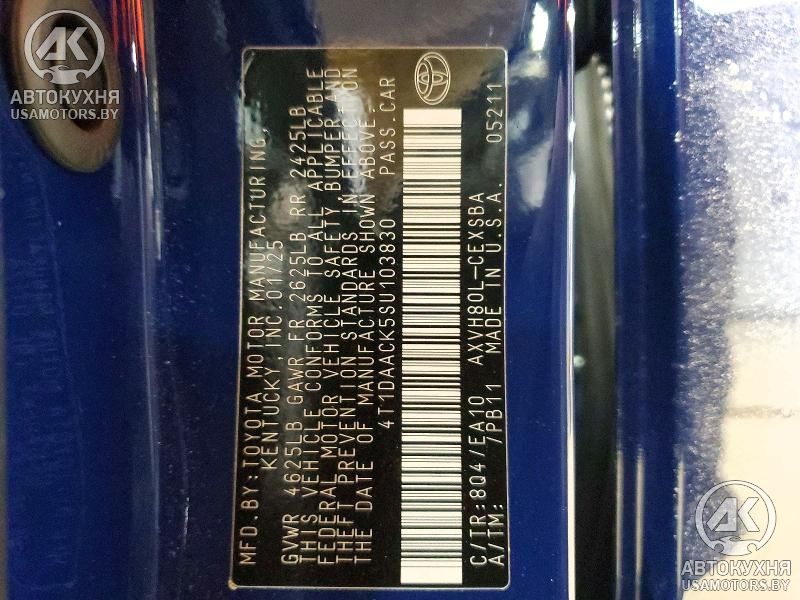 MFD.BY:TOYOTA MOTOR MANUFACTURING,
KENTUCKY, INC. 01/25
GVWR 4625LB GAWR FR 2625LB RR 2425LB
THIS VEHICLE CONFORMS TO ALL APPLICABLE
FEDERAL MOTOR VEHICLE SAFETY, BUMPER AND
THEFT PREVENTION STANDARDS IN EFFECT ON
THE DATE OF MANUFACTURE SHOWN ABOVE.
4T1DAACK5SU103830 PASS.CAR
C/TR:8Q4/EA10 AXVH80L-CEXSBA
A/TM: /PB11 MADE IN U.S.A. 05211
AK
АВТОКУХНЯ
USAMOTORS.BY
AK
АВТОКУХНЯ
USAMOTORS.BY